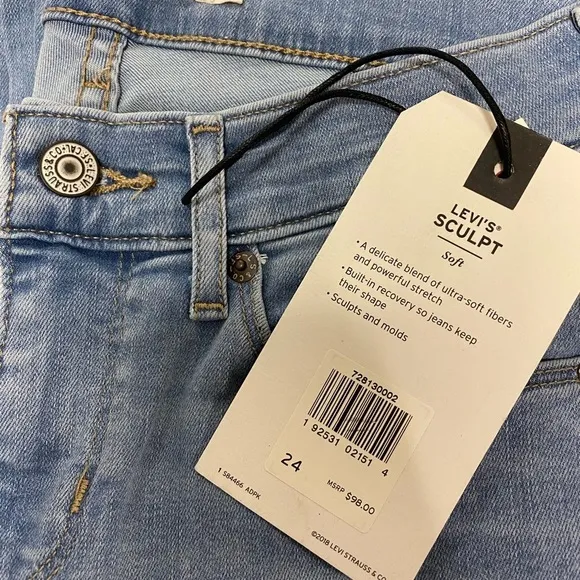 LEVI'S®
SCULPT
Soft
• A delicate blend of ultra-soft fibers
and powerful stretch
• Built-in recovery so jeans keep
their shape
• Sculpts and molds
728130002
1 92531 02151 4
24
MSRP $98.00
1 S84466 ADPK
©2018 LEVI STRAUSS & CO
LEVI STRAUSS
S.F.CAL